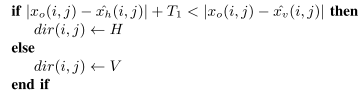 if |x_o(i, j) − x̂_h(i, j)| + T_1 < |x_o(i, j) − x̂_v(i, j)| then
dir(i, j) ← H
else
dir(i, j) ← V
end if